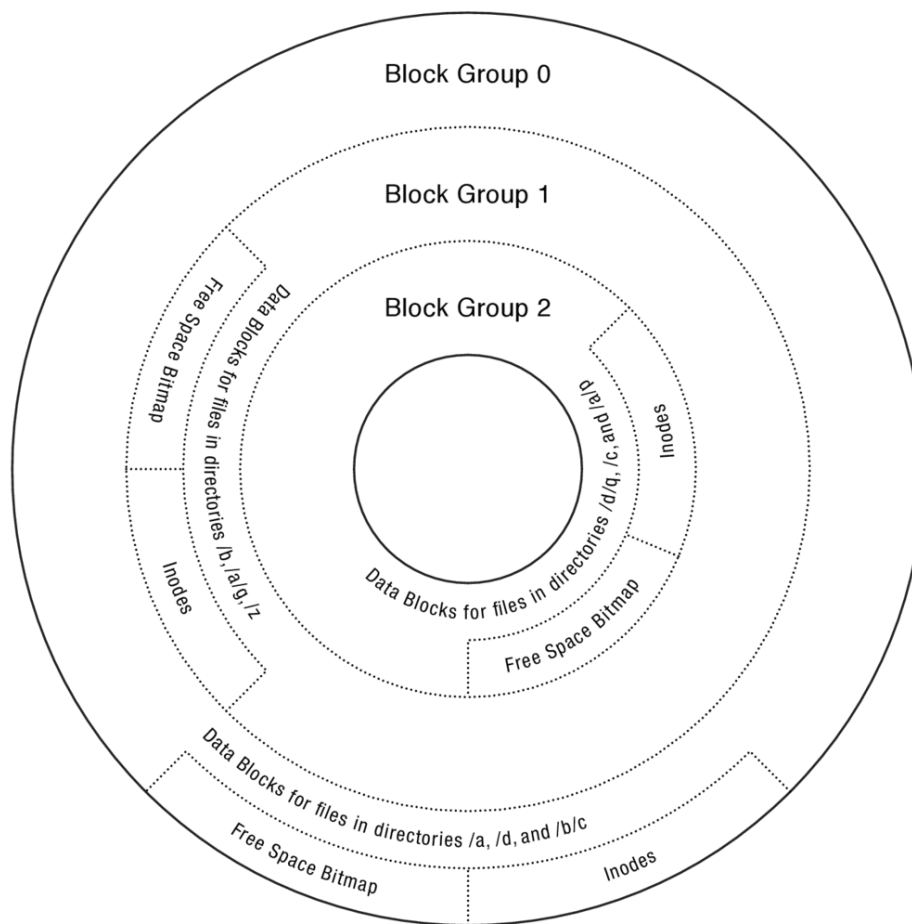 Block Group 0
Block Group 1
Block Group 2
Free Space Bitmap
Data Blocks for files in directories /b, /a/g, /z
Inodes
Inodes
Data Blocks for files in directories /d/q, /c, and /a/p
Free Space Bitmap
Data Blocks for files in directories /a, /d, and /b/c
Free Space Bitmap
Inodes